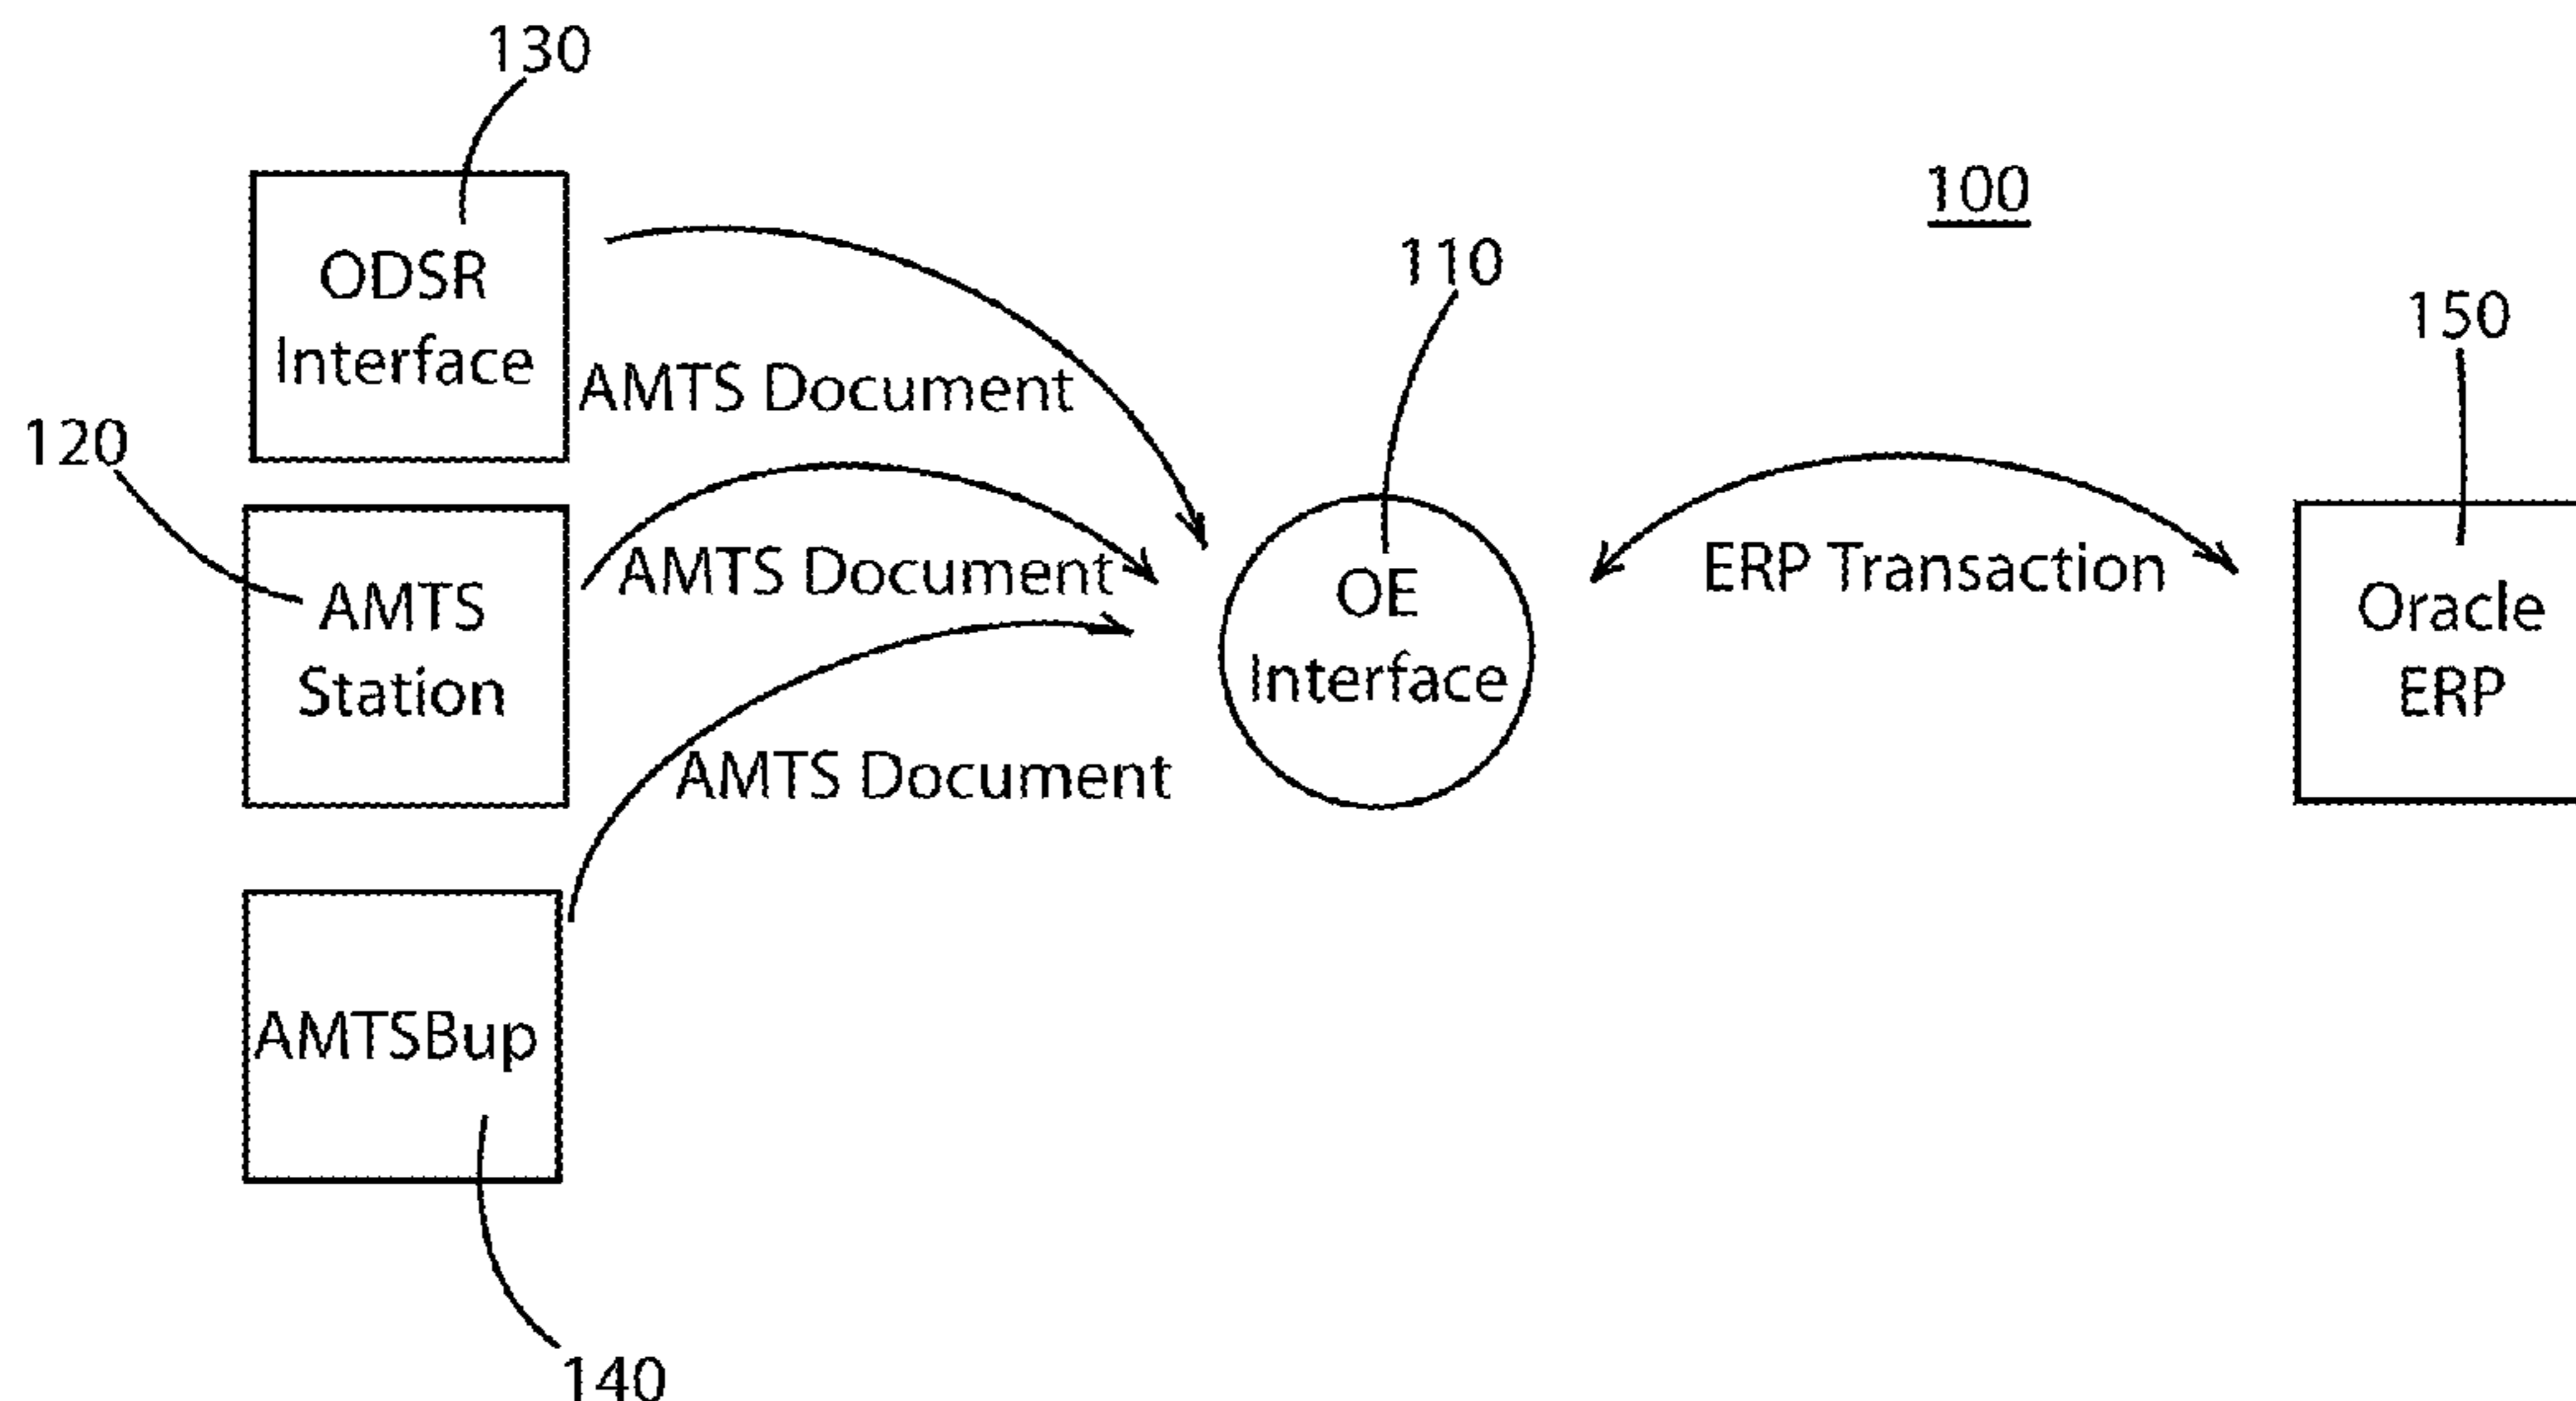 130
100
ODSR
Interface
110
150
AMTS Document
120
AMTS
Station
AMTS Document
OE
Interface
ERP Transaction
Oracle
ERP
AMTS Document
AMTSBup
140